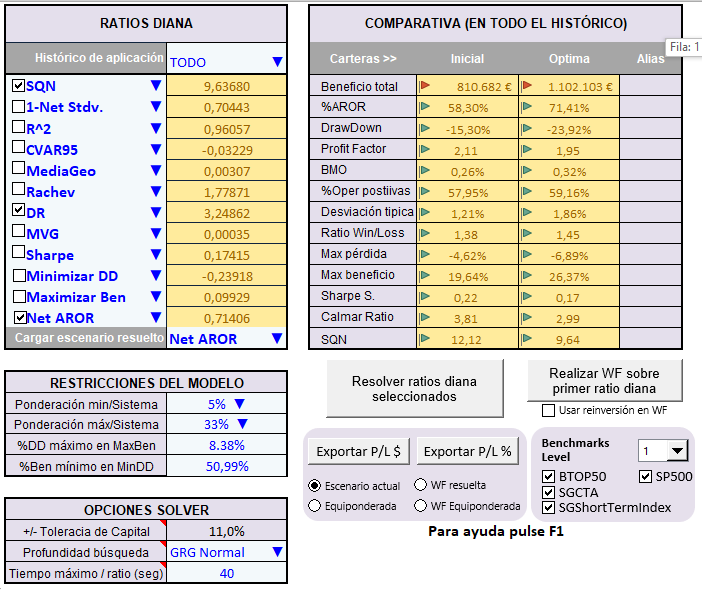 RATIOS DIANA
Histórico de aplicación TODO
SQN 9,63680
1-Net Stdv. 0,70443
R^2 0,96057
CVAR95 -0,03229
MediaGeo 0,00307
Rachev 1,77871
DR 3,24862
MVG 0,00035
Sharpe 0,17415
Minimizar DD -0,23918
Maximizar Ben 0,09929
Net AROR 0,71406
Cargar escenario resuelto Net AROR
COMPARATIVA (EN TODO EL HISTÓRICO)
Fila: 1
Carteras >> Inicial Optima Alias
Beneficio total 810.682 € 1.102.103 €
%AROR 58,30% 71,41%
DrawDown -15,30% -23,92%
Profit Factor 2,11 1,95
BMO 0,26% 0,32%
%Oper postiivas 57,95% 59,16%
Desviación tipica 1,21% 1,86%
Ratio Win/Loss 1,38 1,45
Max pérdida -4,62% -6,89%
Max beneficio 19,64% 26,37%
Sharpe S. 0,22 0,17
Calmar Ratio 3,81 2,99
SQN 12,12 9,64
RESTRICCIONES DEL MODELO
Ponderación min/Sistema 5%
Ponderación máx/Sistema 33%
%DD máximo en MaxBen 8.38%
%Ben mínimo en MinDD 50,99%
OPCIONES SOLVER
+/- Toleracia de Capital 11,0%
Profundidad búsqueda GRG Normal
Tiempo máximo / ratio (seg) 40
Resolver ratios diana
seleccionados
Realizar WF sobre
primer ratio diana
Usar reinversión en WF
Exportar P/L $ Exportar P/L %
Escenario actual WF resuelta
Equiponderada WF Equiponderada
Benchmarks
Level 1
BTOP50 SP500
SGCTA
SGShortTermIndex
Para ayuda pulse F1